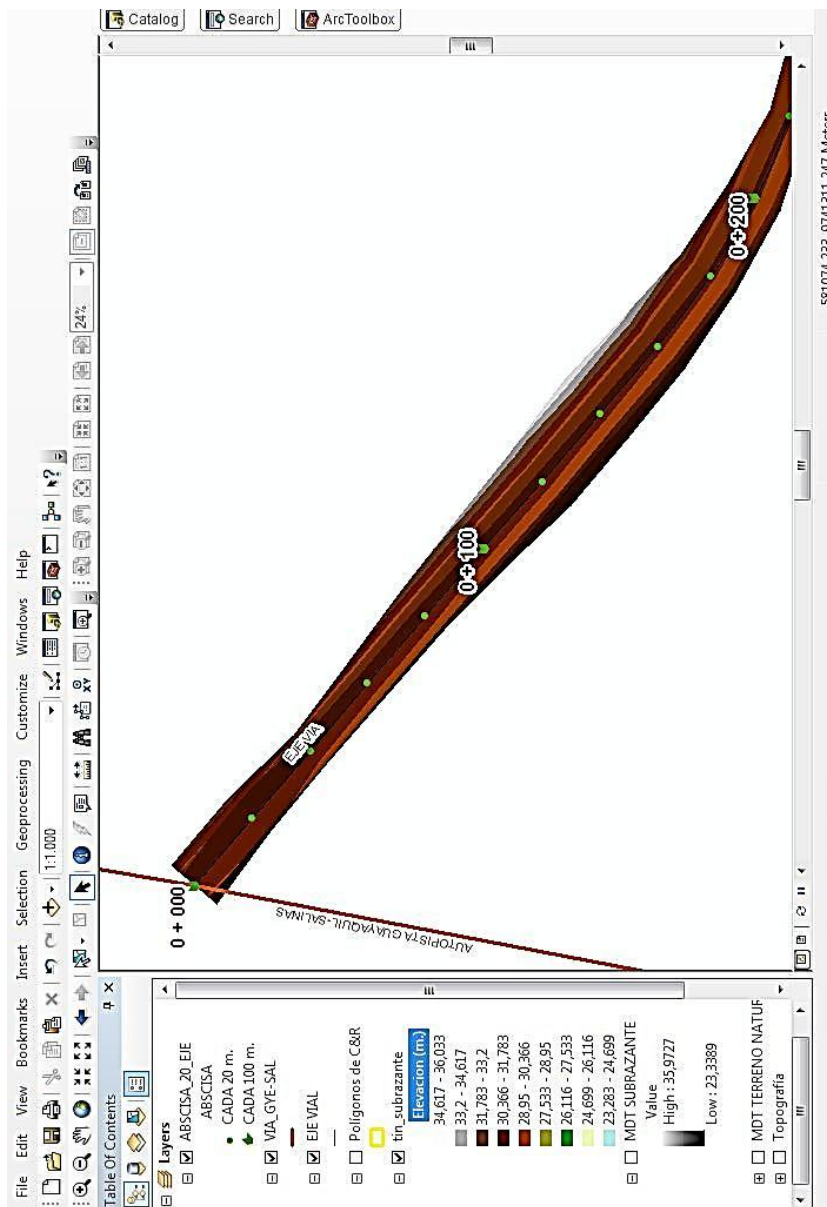 File Edit View Bookmarks Insert Selection Geoprocessing Customize Windows Help
1:1.000
24%
Table Of Contents
Layers
ABSCISA_20_EJE
ABSCISA
CADA 20 m.
CADA 100 m.
VIA_GYE-SAL
EJE VIAL
Polígonos de C&R
tin_subrazante
Elevacion (m.)
34,617 - 36,033
33,2 - 34,617
31,783 - 33,2
30,366 - 31,783
28,95 - 30,366
27,533 - 28,95
26,116 - 27,533
24,699 - 26,116
23,283 - 24,699
MDT SUBRAZANTE
Value
High : 35,9727
Low : 23,3389
MDT TERRENO NATUR
Topografía
0 + 000
AUTOPISTA GUAYAQUIL-SALINAS
EJE VIA
0 + 100
0 + 200
Catalog
Search
ArcToolbox